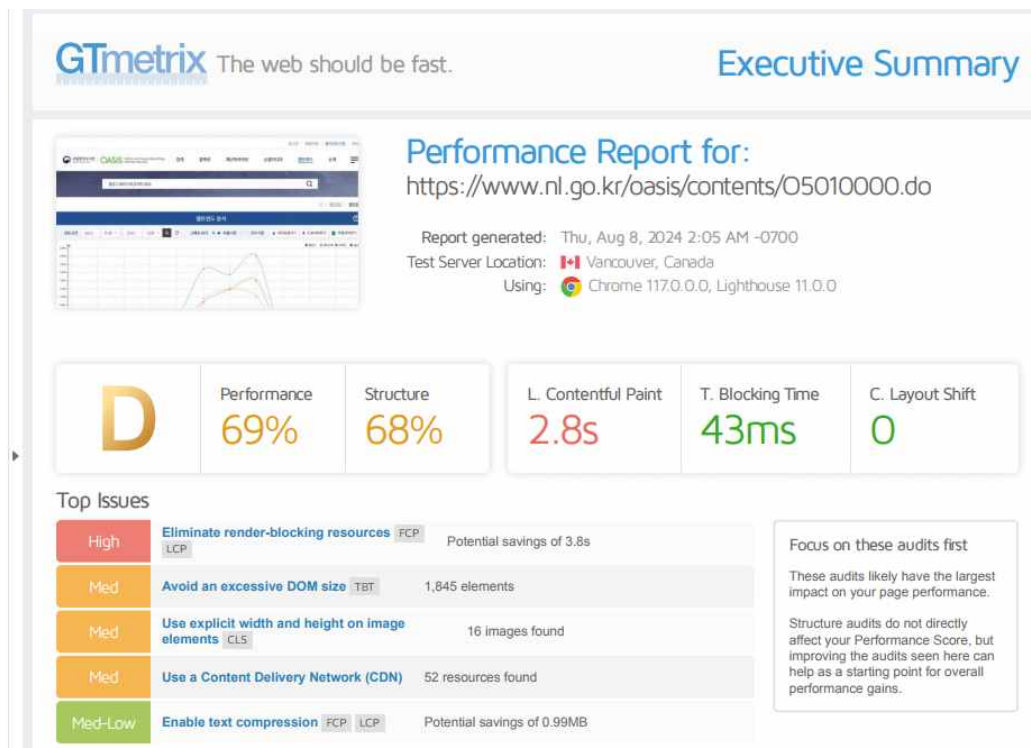 GTmetrix The web should be fast.
Executive Summary
OASIS
Performance Report for:
https://www.nl.go.kr/oasis/contents/O5010000.do
Report generated: Thu, Aug 8, 2024 2:05 AM -0700
Test Server Location: Vancouver, Canada
Using: Chrome 117.0.0.0, Lighthouse 11.0.0
D
Performance
69%
Structure
68%
L. Contentful Paint
2.8s
T. Blocking Time
43ms
C. Layout Shift
0
Top Issues
High
Eliminate render-blocking resources FCP
LCP
Potential savings of 3.8s
Med
Avoid an excessive DOM size TBT
1,845 elements
Med
Use explicit width and height on image
elements CLS
16 images found
Med
Use a Content Delivery Network (CDN)
52 resources found
Med-Low
Enable text compression FCP LCP
Potential savings of 0.99MB
Focus on these audits first
These audits likely have the largest
impact on your page performance.
Structure audits do not directly
affect your Performance Score, but
improving the audits seen here can
help as a starting point for overall
performance gains.